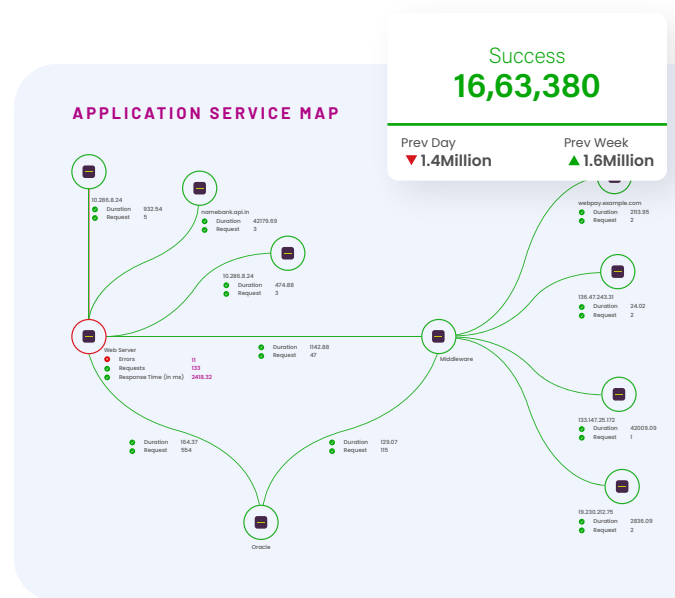 Success
16,63,380
Prev Day
1.4Million
Prev Week
1.6Million
APPLICATION SERVICE MAP
10.286.8.24
Duration 932.54
Request 5
namebank.api.in
Duration 42179.69
Request 3
10.286.8.24
Duration 474.88
Request 3
webpay.example.com
Duration 2113.95
Request 2
136.47.243.31
Duration 24.02
Request 2
Web Server
Errors 11
Requests 133
Response Time (in ms) 2418.32
Duration 1142.88
Request 47
Middleware
133.147.25.172
Duration 42009.09
Request 1
Duration 164.37
Request 554
Duration 129.07
Request 115
19.230.212.75
Duration 2836.09
Request 2
Oracle